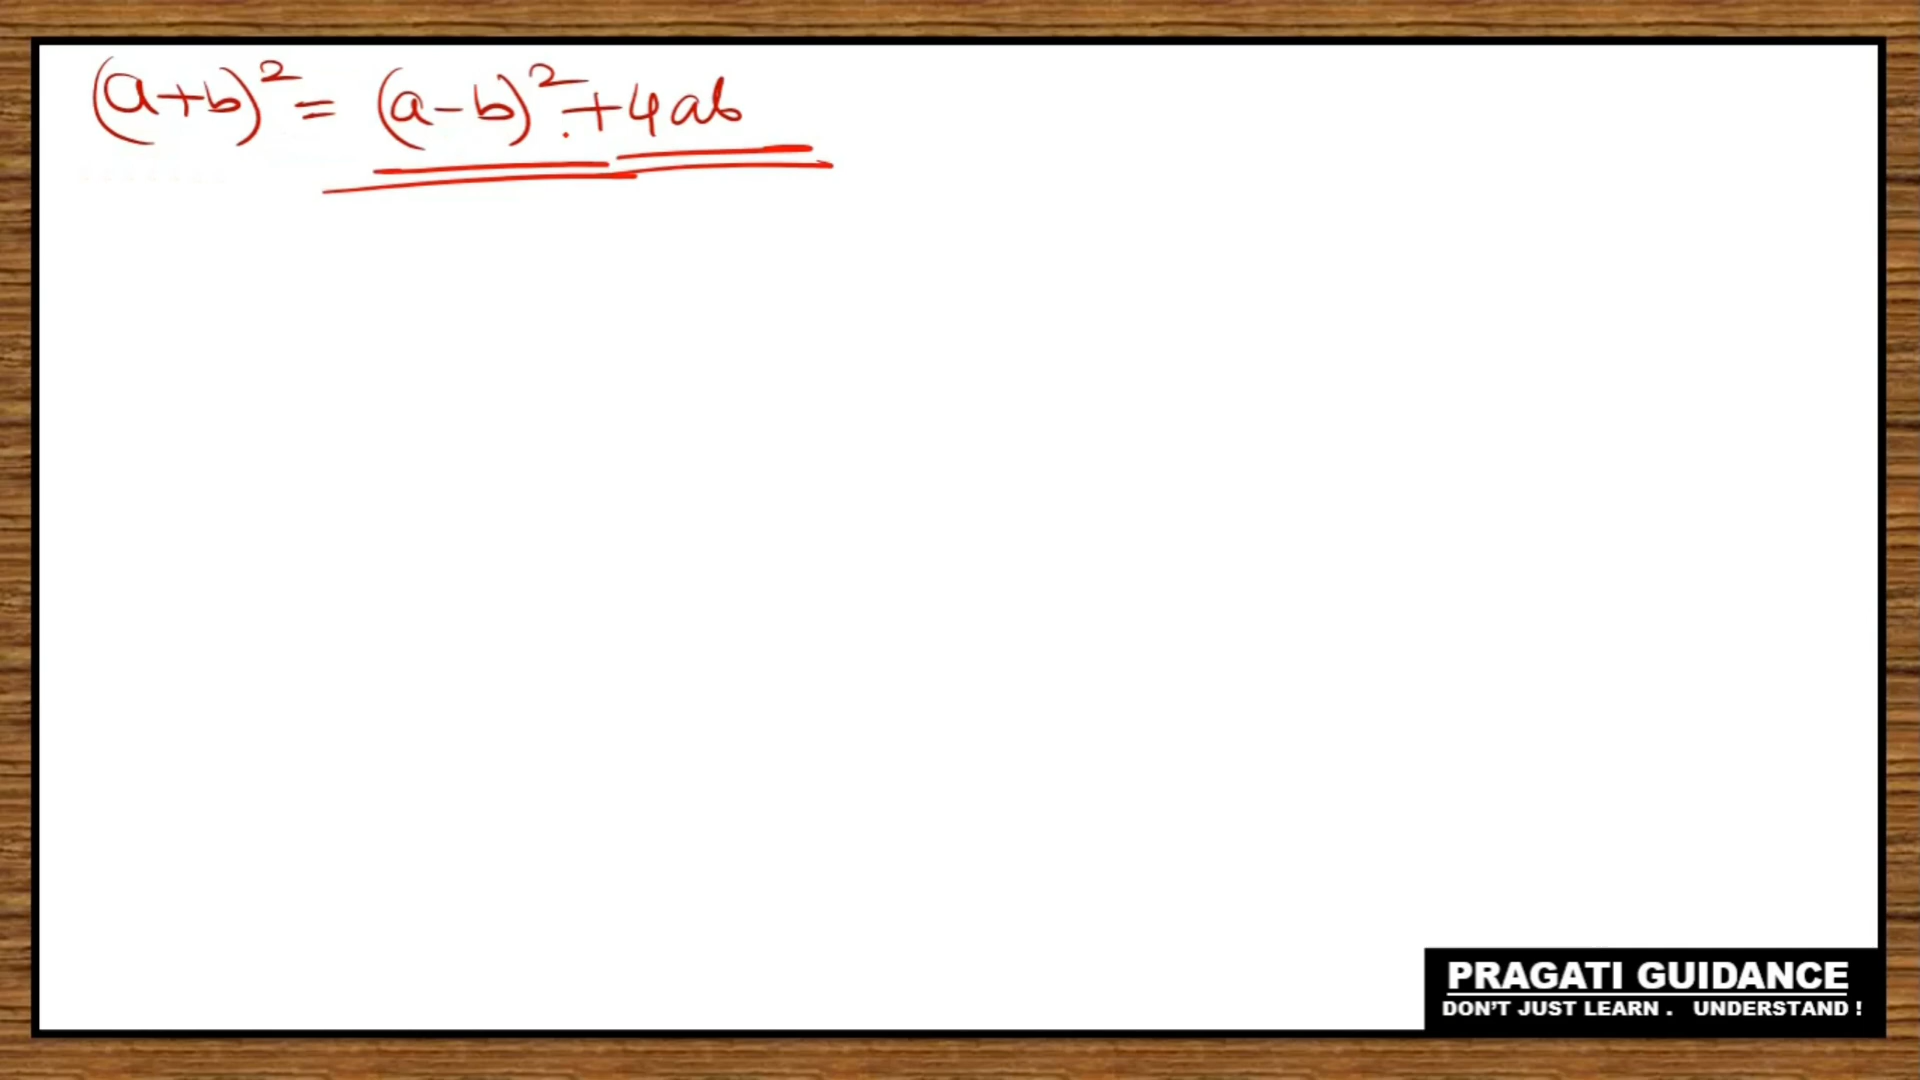 (a+b)² = (a-b)² + 4ab
PRAGATI GUIDANCE
DON'T JUST LEARN . UNDERSTAND !